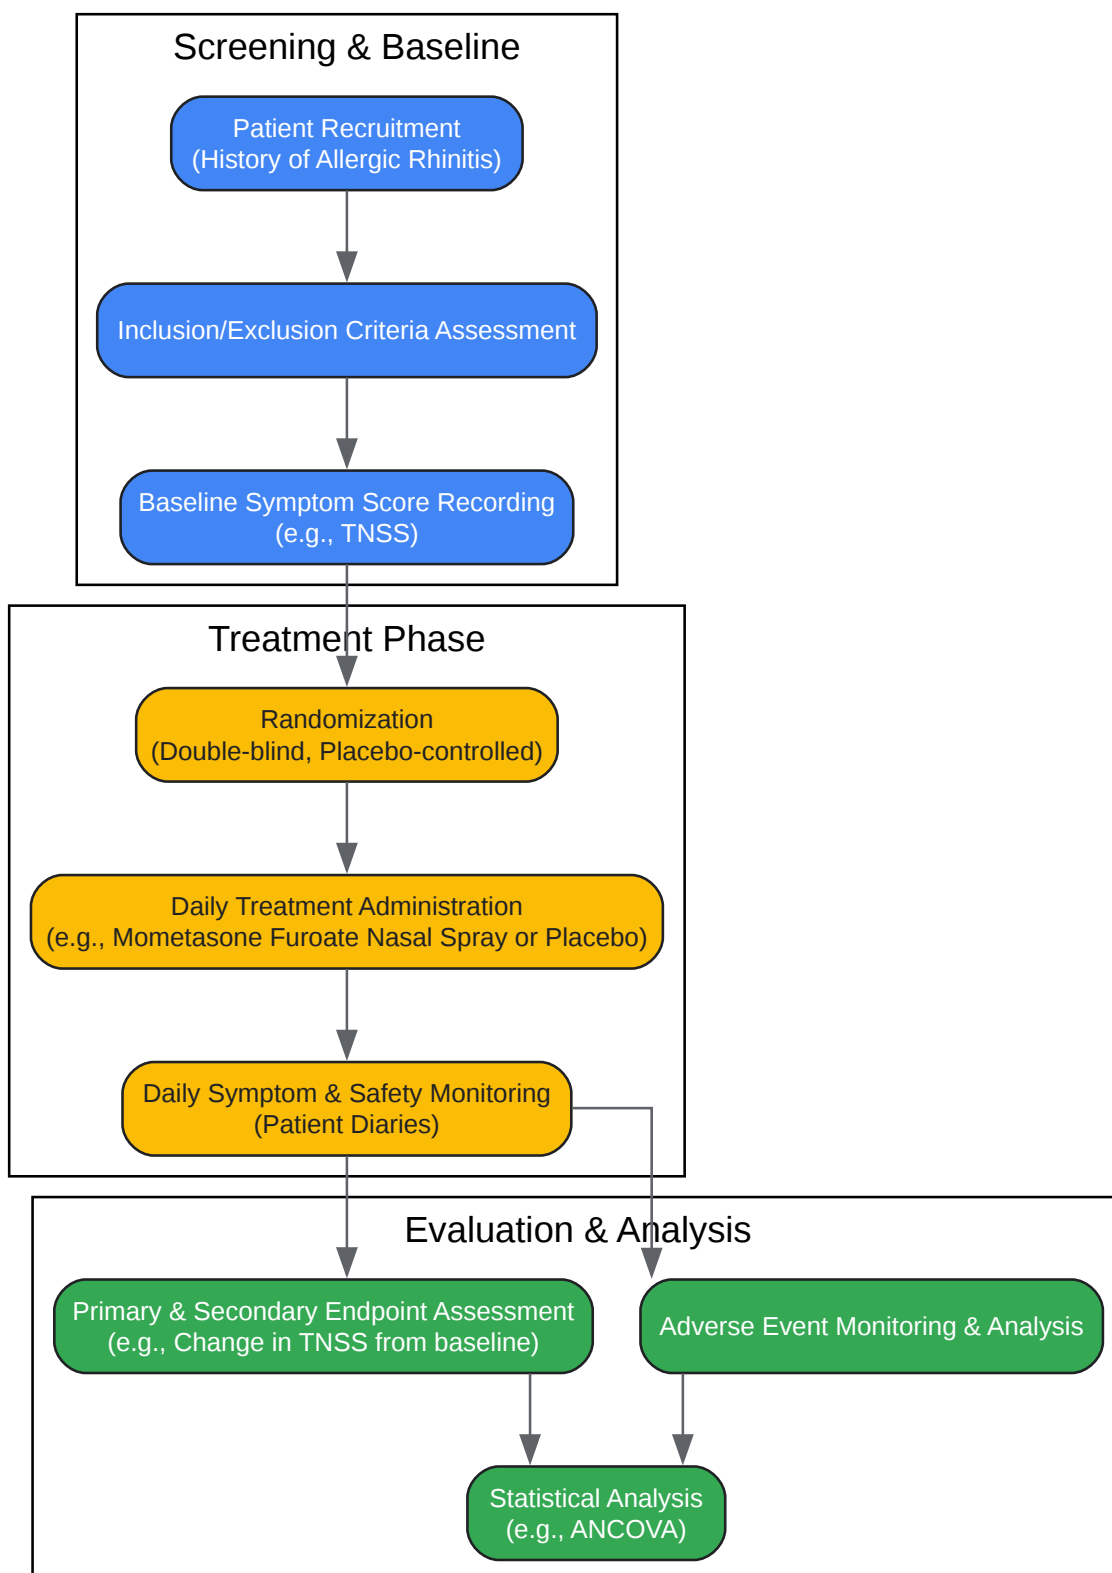 Screening & Baseline
Patient Recruitment
(History of Allergic Rhinitis)
Inclusion/Exclusion Criteria Assessment
Baseline Symptom Score Recording
(e.g., TNSS)
Treatment Phase
Randomization
(Double-blind, Placebo-controlled)
Daily Treatment Administration
(e.g., Mometasone Furoate Nasal Spray or Placebo)
Daily Symptom & Safety Monitoring
(Patient Diaries)
Evaluation & Analysis
Primary & Secondary Endpoint Assessment
(e.g., Change in TNSS from baseline)
Adverse Event Monitoring & Analysis
Statistical Analysis
(e.g., ANCOVA)